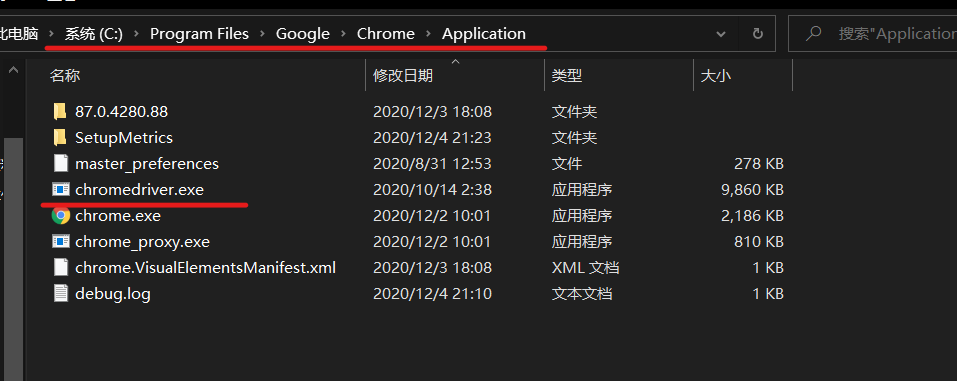 此电脑 › 系统 (C:) › Program Files › Google › Chrome › Application 搜索"Application
名称 修改日期 类型 大小
87.0.4280.88 2020/12/3 18:08 文件夹
SetupMetrics 2020/12/4 21:23 文件夹
master_preferences 2020/8/31 12:53 文件 278 KB
chromedriver.exe 2020/10/14 2:38 应用程序 9,860 KB
chrome.exe 2020/12/2 10:01 应用程序 2,186 KB
chrome_proxy.exe 2020/12/2 10:01 应用程序 810 KB
chrome.VisualElementsManifest.xml 2020/12/3 18:08 XML 文档 1 KB
debug.log 2020/12/4 21:10 文本文档 1 KB